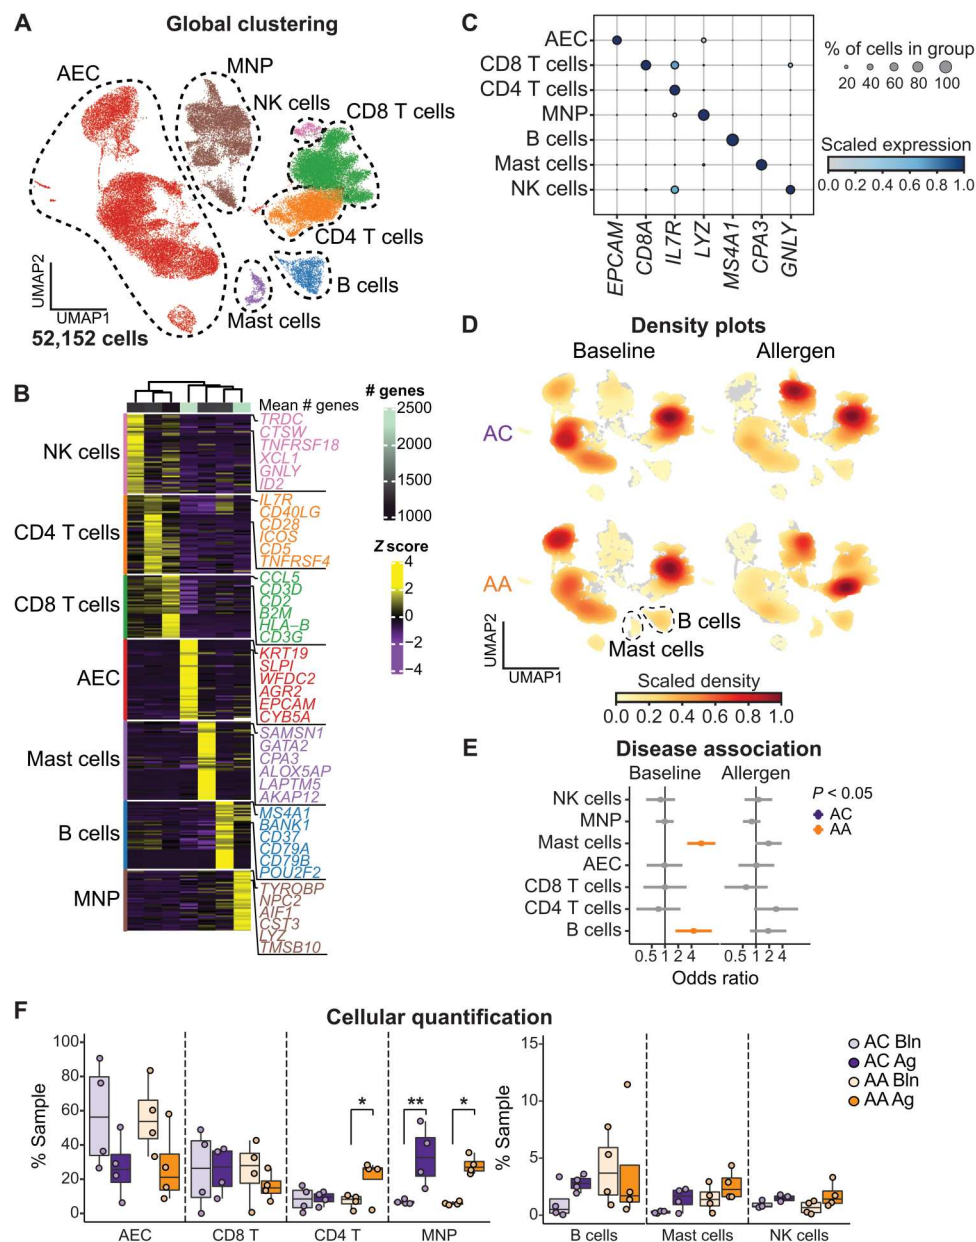 A
Global clustering
AEC
MNP
NK cells
CD8 T cells
CD4 T cells
B cells
Mast cells
UMAP2
UMAP1
52,152 cells
B
Mean # genes
NK cells
TRDC
CTSW
TNFRSF18
XCL1
GNLY
ID2
CD4 T cells
IL7R
CD40LG
CD28
ICOS
CD5
TNFRSF4
CD8 T cells
CCL5
CD3D
CD2
B2M
HLA–B
CD3G
AEC
KRT19
SLPI
WFDC2
AGR2
EPCAM
CYB5A
Mast cells
SAMSN1
GATA2
CPA3
ALOX5AP
LAPTM5
AKAP12
B cells
MS4A1
BANK1
CD37
CD79A
CD79B
POU2F2
MNP
TYROBP
NPC2
AIF1
CST3
LYZ
TMSB10
# genes
2500
2000
1500
1000
Z score
4
2
0
−2
−4
C
AEC
CD8 T cells
CD4 T cells
MNP
B cells
Mast cells
NK cells
EPCAM
CD8A
IL7R
LYZ
MS4A1
CPA3
GNLY
% of cells in group
20 40 60 80 100
Scaled expression
0.0 0.2 0.4 0.6 0.8 1.0
D
Density plots
Baseline Allergen
AC
AA
B cells
Mast cells
UMAP2
UMAP1
Scaled density
0.0 0.2 0.4 0.6 0.8 1.0
E
Disease association
Baseline Allergen
NK cells
MNP
Mast cells
AEC
CD8 T cells
CD4 T cells
B cells
0.5 1 2 4 0.5 1 2 4
Odds ratio
P < 0.05
AC
AA
F
Cellular quantification
% Sample
100
80
60
40
20
0
* ** *
AEC CD8 T CD4 T MNP
% Sample
15
10
5
0
B cells Mast cells NK cells
AC Bln
AC Ag
AA Bln
AA Ag